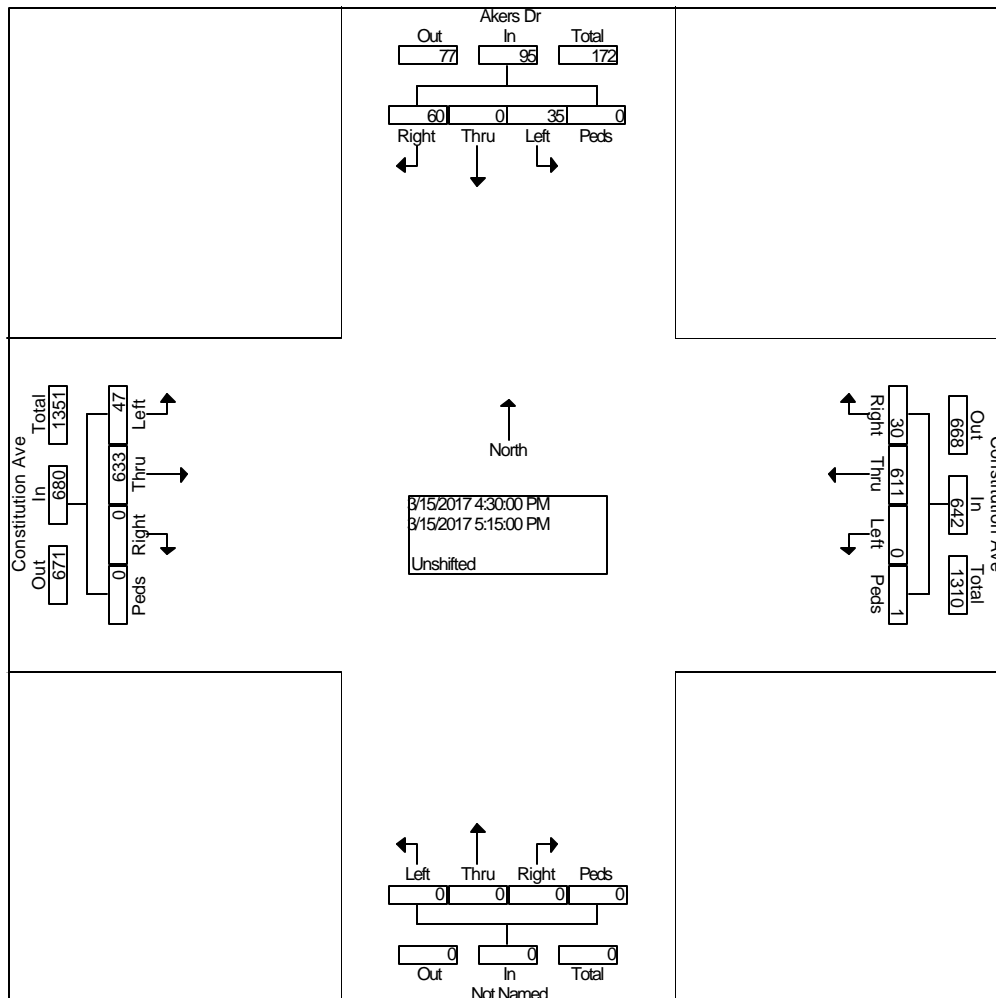 Akers Dr
Out In Total
77 95 172
60 0 35 0
Right Thru Left Peds
Constitution Ave
Total In Out
1351 680 671
47 633 0 0
Left Thru Right Peds
North
3/15/2017 4:30:00 PM
3/15/2017 5:15:00 PM
Unshifted
Right Thru Left Peds
30 611 0 1
668 642 1310
Out In Total
Constitution Ave
Left Thru Right Peds
0 0 0 0
0 0 0
Out In Total
Not Named